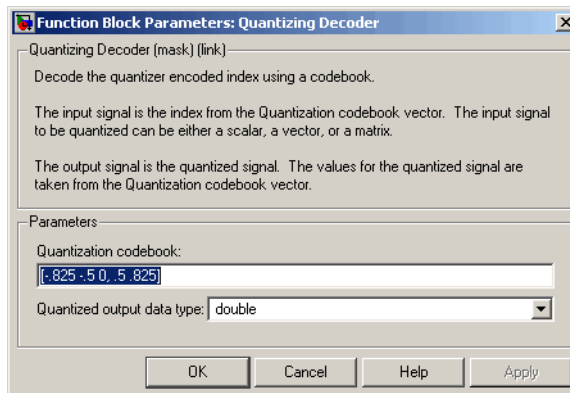 Function Block Parameters: Quantizing Decoder
Quantizing Decoder (mask) (link)
Decode the quantizer encoded index using a codebook.
The input signal is the index from the Quantization codebook vector. The input signal
to be quantized can be either a scalar, a vector, or a matrix.
The output signal is the quantized signal. The values for the quantized signal are
taken from the Quantization codebook vector.
Parameters
Quantization codebook:
[-.825 -.5 0, .5 .825]
Quantized output data type: double
OK Cancel Help Apply